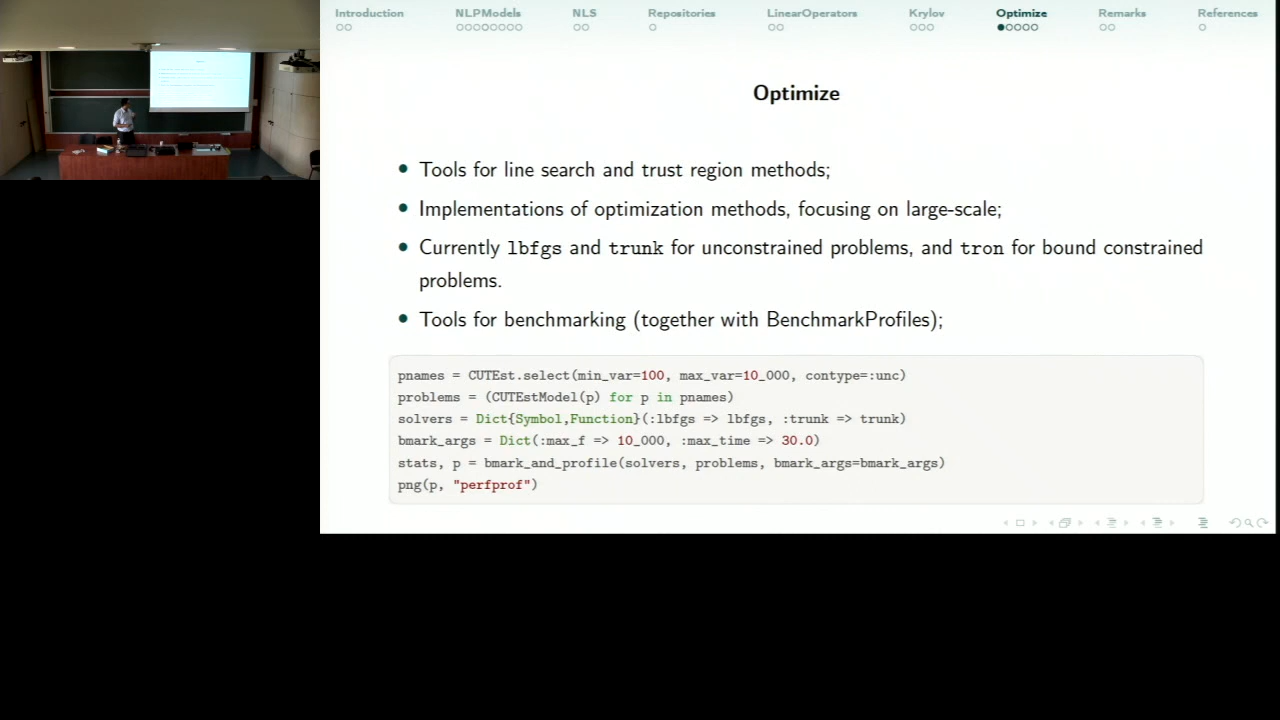 Introduction NLPModels NLS Repositories LinearOperators Krylov Optimize Remarks References
Optimize
Tools for line search and trust region methods;
Implementations of optimization methods, focusing on large-scale;
Currently lbfgs and trunk for unconstrained problems, and tron for bound constrained
problems.
Tools for benchmarking (together with BenchmarkProfiles);
pnames = CUTEst.select(min_var=100, max_var=10_000, contype=:unc)
problems = (CUTEstModel(p) for p in pnames)
solvers = Dict{Symbol,Function}(:lbfgs => lbfgs, :trunk => trunk)
bmark_args = Dict(:max_f => 10_000, :max_time => 30.0)
stats, p = bmark_and_profile(solvers, problems, bmark_args=bmark_args)
png(p, "perfprof")